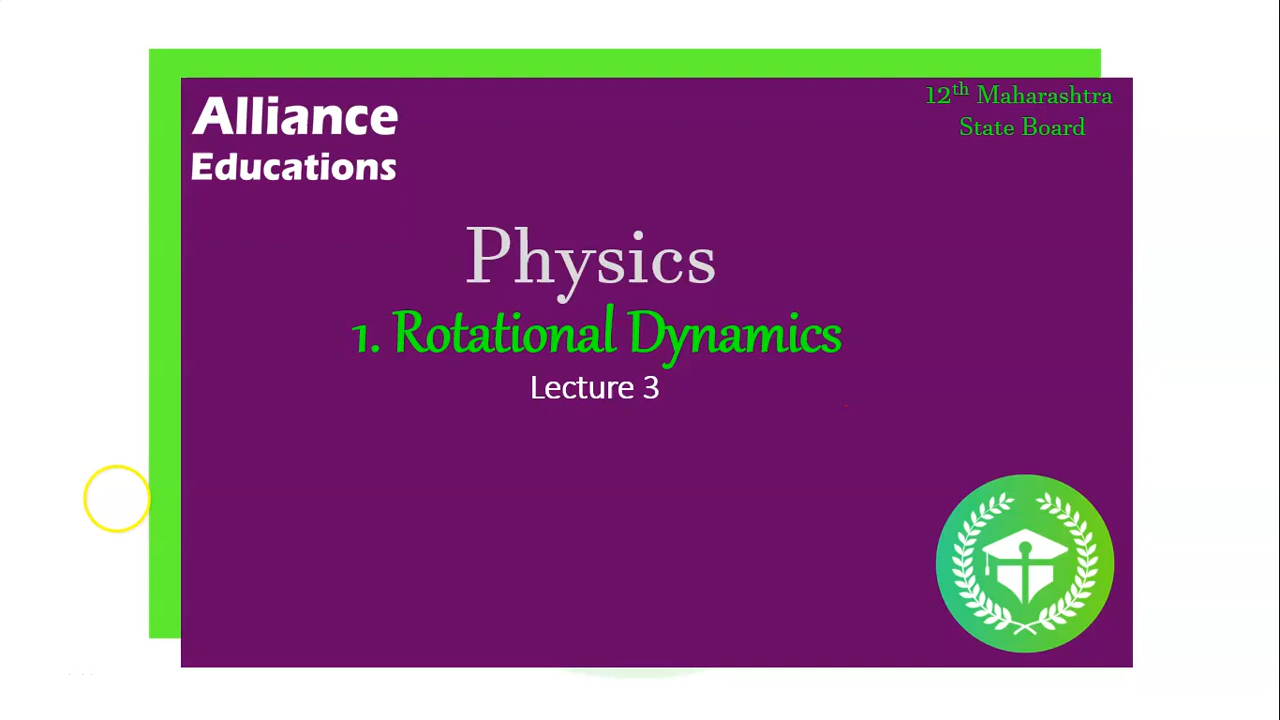 Alliance
Educations
12th Maharashtra
State Board
Physics
1. Rotational Dynamics
Lecture 3